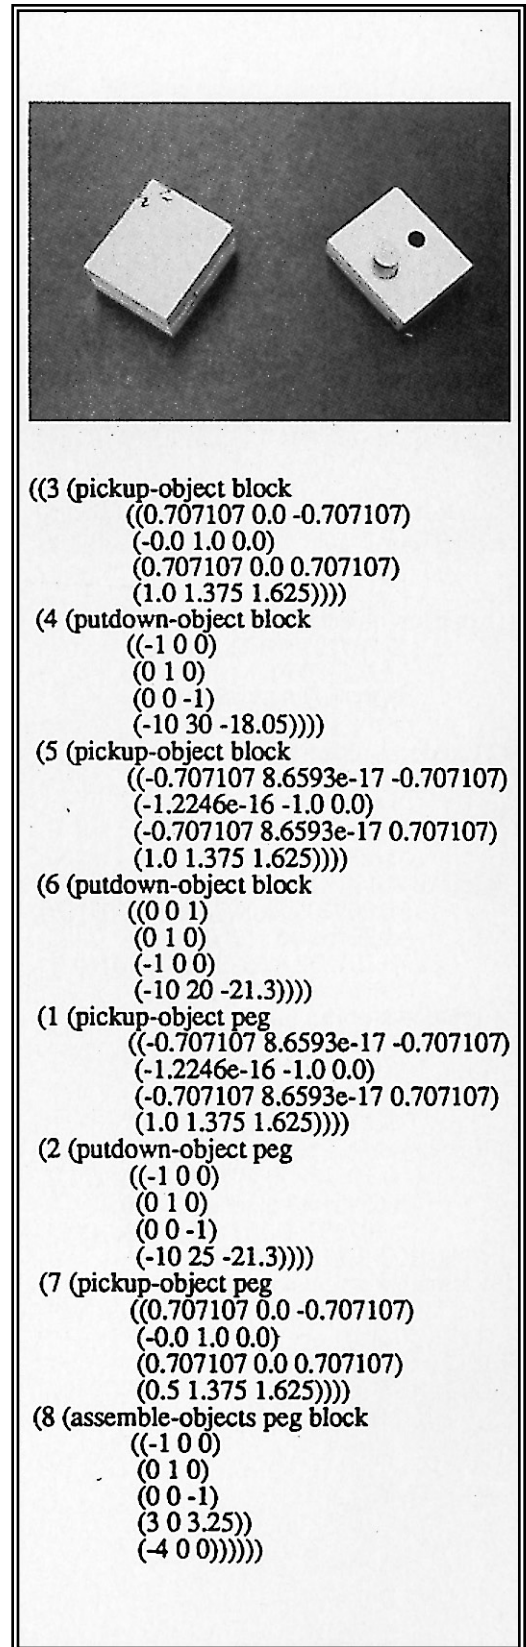 ((3 (pickup-object block
((0.707107 0.0 -0.707107)
(-0.0 1.0 0.0)
(0.707107 0.0 0.707107)
(1.0 1.375 1.625))))
(4 (putdown-object block
((-1 0 0)
(0 1 0)
(0 0 -1)
(-10 30 -18.05))))
(5 (pickup-object block
((-0.707107 8.6593e-17 -0.707107)
(-1.2246e-16 -1.0 0.0)
(-0.707107 8.6593e-17 0.707107)
(1.0 1.375 1.625))))
(6 (putdown-object block
((0 0 1)
(0 1 0)
(-1 0 0)
(-10 20 -21.3))))
(1 (pickup-object peg
((-0.707107 8.6593e-17 -0.707107)
(-1.2246e-16 -1.0 0.0)
(-0.707107 8.6593e-17 0.707107)
(1.0 1.375 1.625))))
(2 (putdown-object peg
((-1 0 0)
(0 1 0)
(0 0 -1)
(-10 25 -21.3))))
(7 (pickup-object peg
((0.707107 0.0 -0.707107)
(-0.0 1.0 0.0)
(0.707107 0.0 0.707107)
(0.5 1.375 1.625))))
(8 (assemble-objects peg block
((-1 0 0)
(0 1 0)
(0 0 -1)
(3 0 3.25))
(-4 0 0))))))